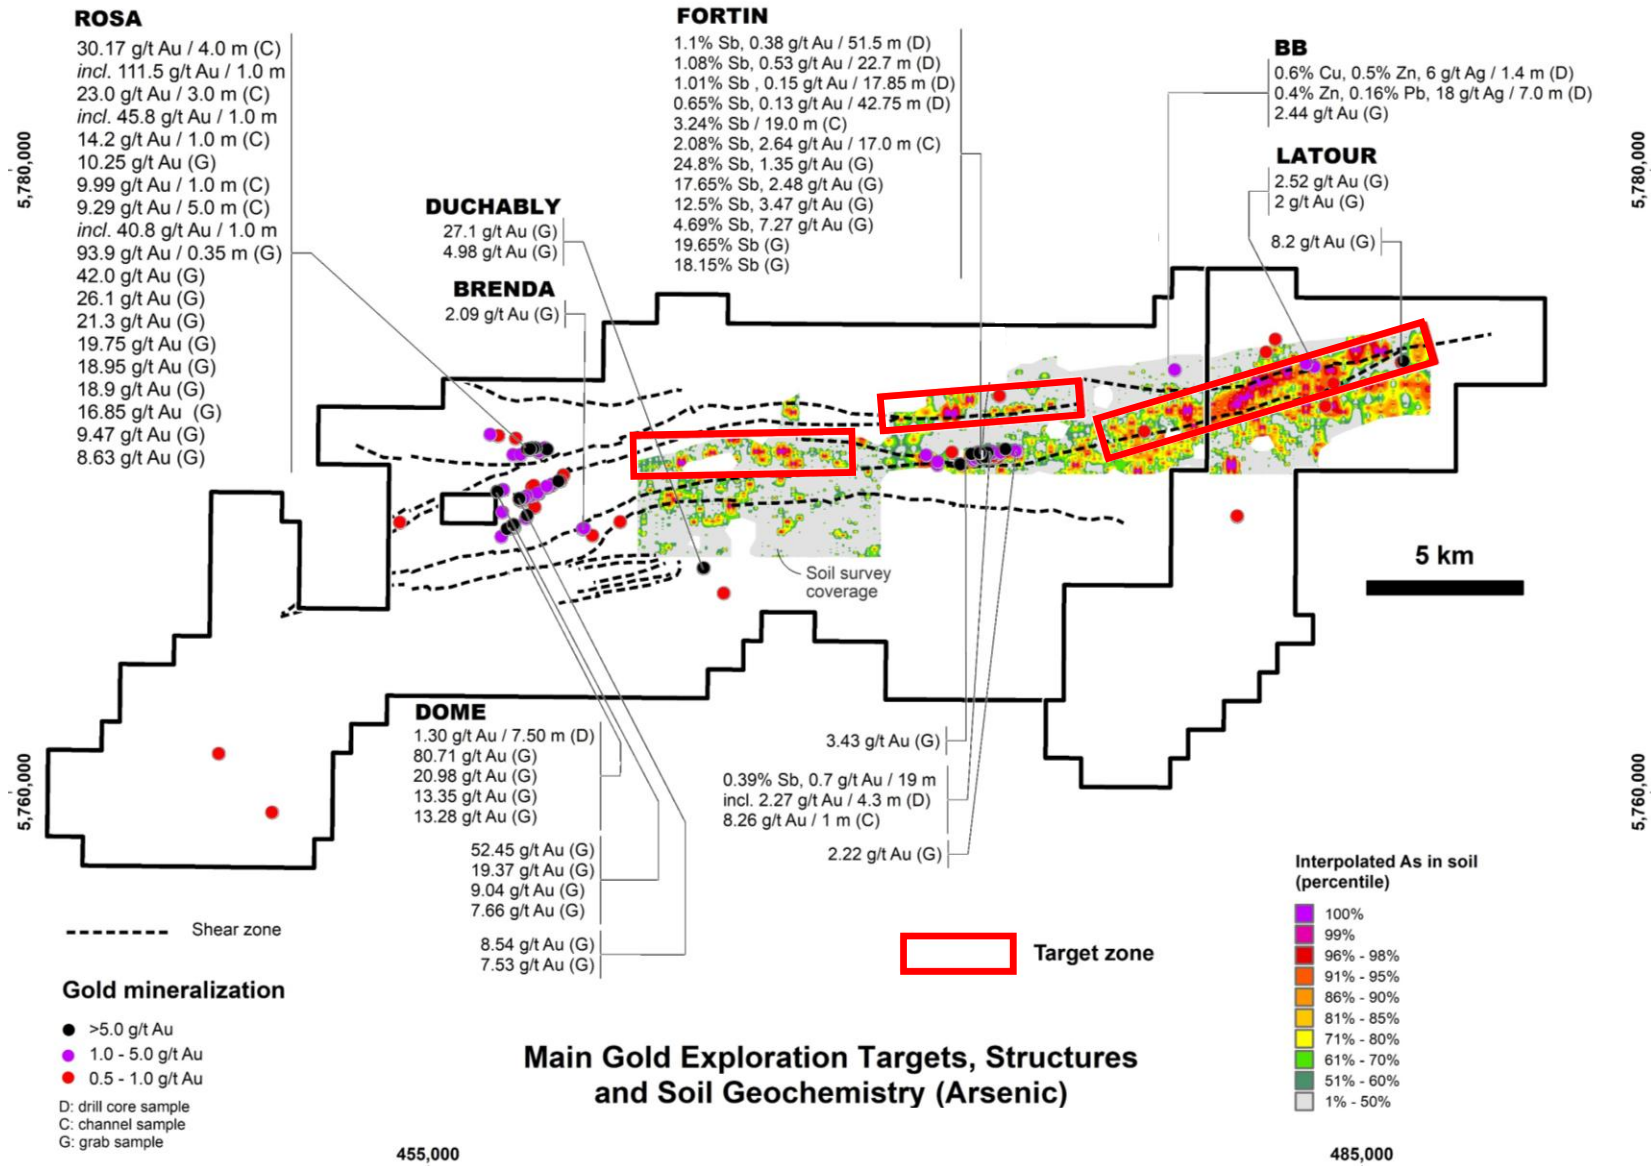 ROSA
30.17 g/t Au / 4.0 m (C)
incl. 111.5 g/t Au / 1.0 m
23.0 g/t Au / 3.0 m (C)
incl. 45.8 g/t Au / 1.0 m
14.2 g/t Au / 1.0 m (C)
10.25 g/t Au (G)
9.99 g/t Au / 1.0 m (C)
9.29 g/t Au / 5.0 m (C)
incl. 40.8 g/t Au / 1.0 m
93.9 g/t Au / 0.35 m (G)
42.0 g/t Au (G)
26.1 g/t Au (G)
21.3 g/t Au (G)
19.75 g/t Au (G)
18.95 g/t Au (G)
18.9 g/t Au (G)
16.85 g/t Au (G)
9.47 g/t Au (G)
8.63 g/t Au (G)
DUCHABLY
27.1 g/t Au (G)
4.98 g/t Au (G)
BRENDA
2.09 g/t Au (G)
FORTIN
1.1% Sb, 0.38 g/t Au / 51.5 m (D)
1.08% Sb, 0.53 g/t Au / 22.7 m (D)
1.01% Sb , 0.15 g/t Au / 17.85 m (D)
0.65% Sb, 0.13 g/t Au / 42.75 m (D)
3.24% Sb / 19.0 m (C)
2.08% Sb, 2.64 g/t Au / 17.0 m (C)
24.8% Sb, 1.35 g/t Au (G)
17.65% Sb, 2.48 g/t Au (G)
12.5% Sb, 3.47 g/t Au (G)
4.69% Sb, 7.27 g/t Au (G)
19.65% Sb (G)
18.15% Sb (G)
BB
0.6% Cu, 0.5% Zn, 6 g/t Ag / 1.4 m (D)
0.4% Zn, 0.16% Pb, 18 g/t Ag / 7.0 m (D)
2.44 g/t Au (G)
LATOUR
2.52 g/t Au (G)
2 g/t Au (G)
8.2 g/t Au (G)
5,780,000
5,780,000
Soil survey
coverage
5 km
DOME
1.30 g/t Au / 7.50 m (D)
80.71 g/t Au (G)
20.98 g/t Au (G)
13.35 g/t Au (G)
13.28 g/t Au (G)
52.45 g/t Au (G)
19.37 g/t Au (G)
9.04 g/t Au (G)
7.66 g/t Au (G)
8.54 g/t Au (G)
7.53 g/t Au (G)
3.43 g/t Au (G)
0.39% Sb, 0.7 g/t Au / 19 m
incl. 2.27 g/t Au / 4.3 m (D)
8.26 g/t Au / 1 m (C)
2.22 g/t Au (G)
5,760,000
5,760,000
Shear zone
Gold mineralization
>5.0 g/t Au
1.0 - 5.0 g/t Au
0.5 - 1.0 g/t Au
D: drill core sample
C: channel sample
G: grab sample
Target zone
Main Gold Exploration Targets, Structures
and Soil Geochemistry (Arsenic)
Interpolated As in soil
(percentile)
100%
99%
96% - 98%
91% - 95%
86% - 90%
81% - 85%
71% - 80%
61% - 70%
51% - 60%
1% - 50%
455,000
485,000